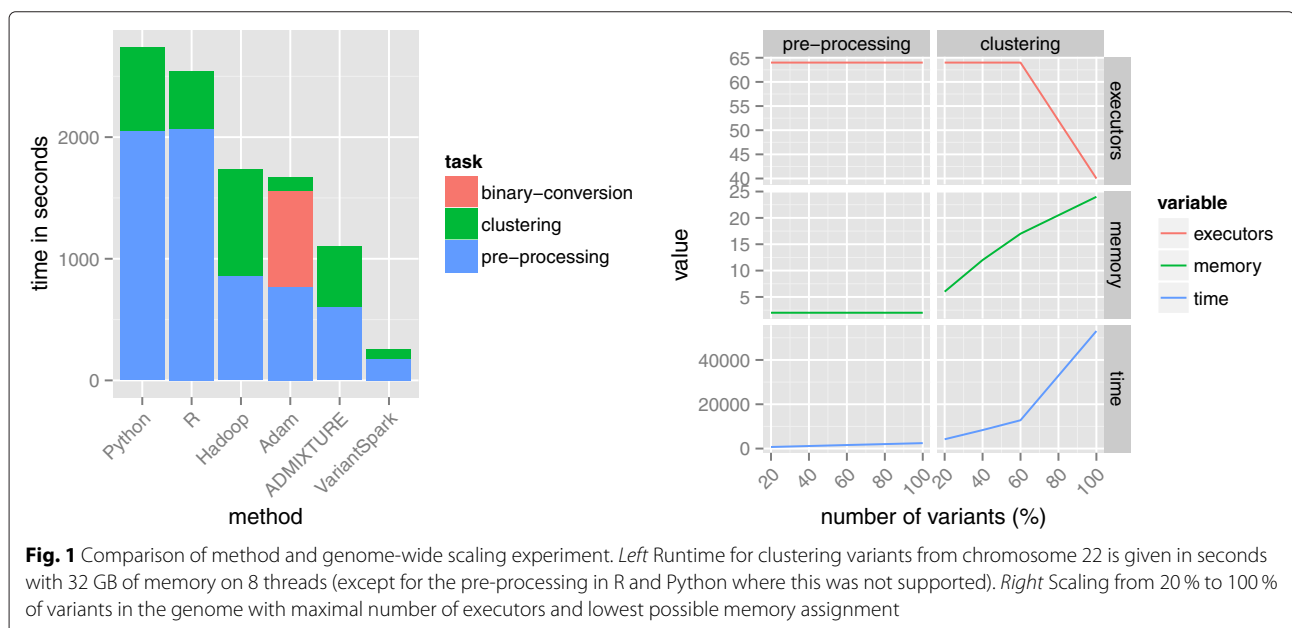 time in seconds
2000
1000
0
Python
R
Hadoop
Adam
ADMIXTURE
VariantSpark
method
task
binary−conversion
clustering
pre−processing
pre−processing
clustering
value
65
60
55
50
45
40
executors
25
20
15
10
5
memory
40000
20000
0
time
20
40
60
80
100
20
40
60
80
100
number of variants (%)
variable
executors
memory
time
Fig. 1 Comparison of method and genome-wide scaling experiment. Left Runtime for clustering variants from chromosome 22 is given in seconds
with 32 GB of memory on 8 threads (except for the pre-processing in R and Python where this was not supported). Right Scaling from 20 % to 100 %
of variants in the genome with maximal number of executors and lowest possible memory assignment